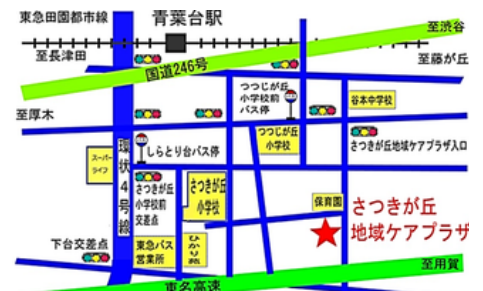 東急田園都市線
青葉台駅
至渋谷
至長津田
国道246号
至藤が丘
つつじが丘
小学校前
バス停
谷本中学校
至厚木
しらとり台バス停
つつじが丘
小学校
さつきが丘地域ケアプラザ入口
スーパー
ライフ
環状4号線
さつきが丘
小学校前
交差点
さつきが丘
小学校
保育園
さつきが丘
地域ケアプラザ
下台交差点
東急バス
営業所
至用賀
東名高速